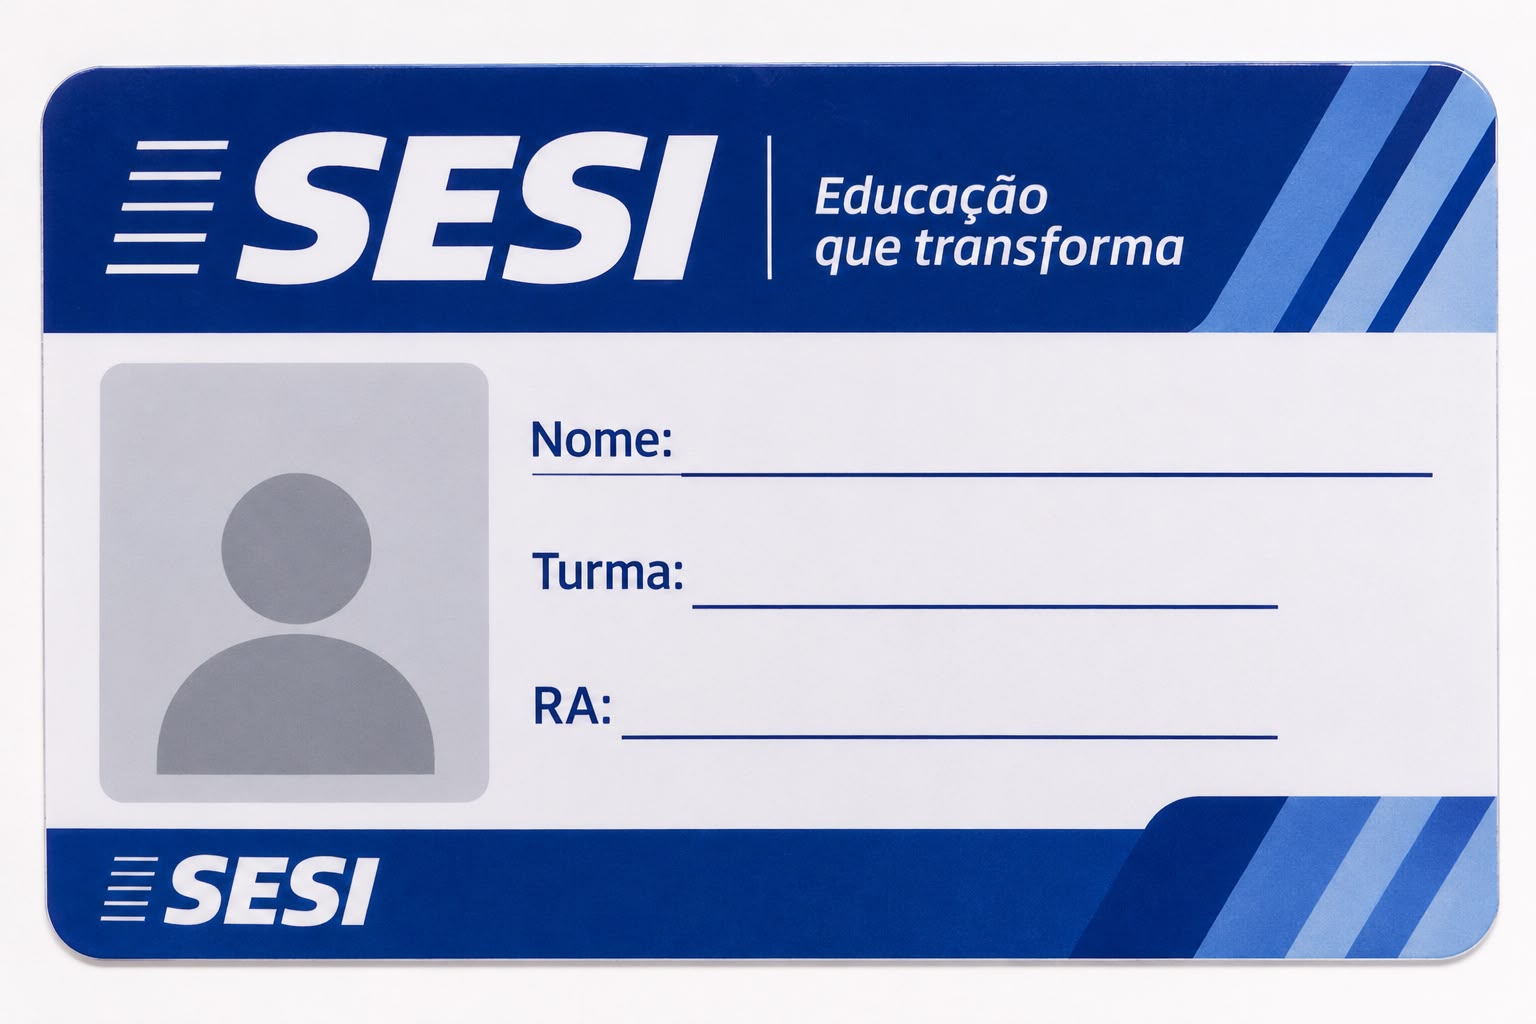 SESI
Educação
que transforma
Nome:
Turma:
RA:
SESI